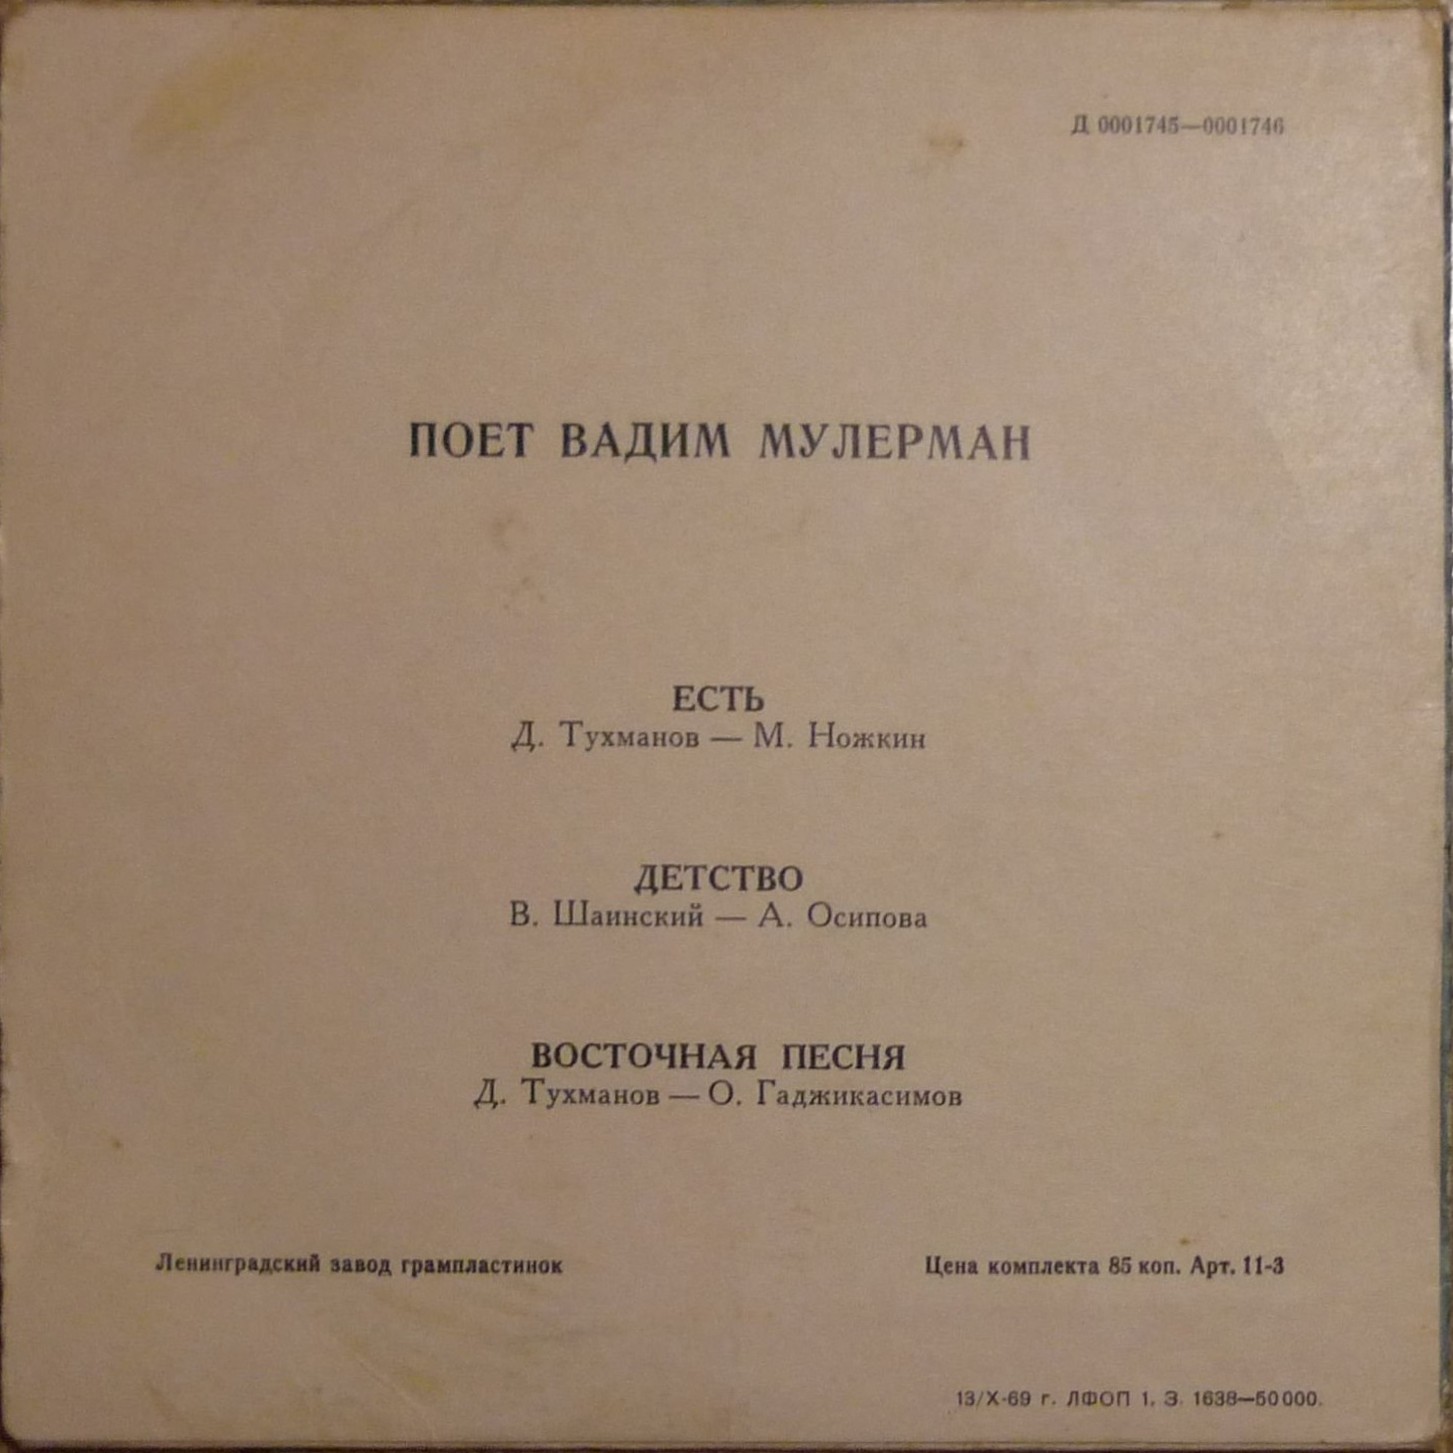 Д 0001745—0001746
ПОЕТ ВАДИМ МУЛЕРМАН
ЕСТЬ
Д. Тухманов — М. Ножкин
ДЕТСТВО
В. Шаинский — А. Осипова
ВОСТОЧНАЯ ПЕСНЯ
Д. Тухманов — О. Гаджикасимов
Ленинградский завод грампластинок
Цена комплекта 85 коп. Арт. 11-3
13/X-69 г. ЛФОП 1. З. 1638—50000.